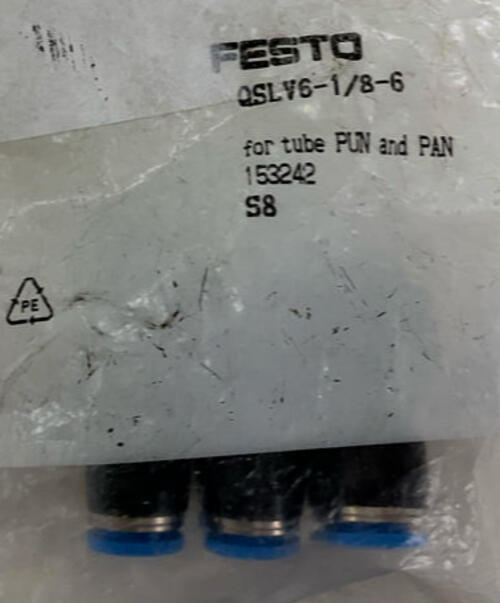 FESTO
QSLV6-1/8-6
for tube PUN and PAN
153242
S8
PE